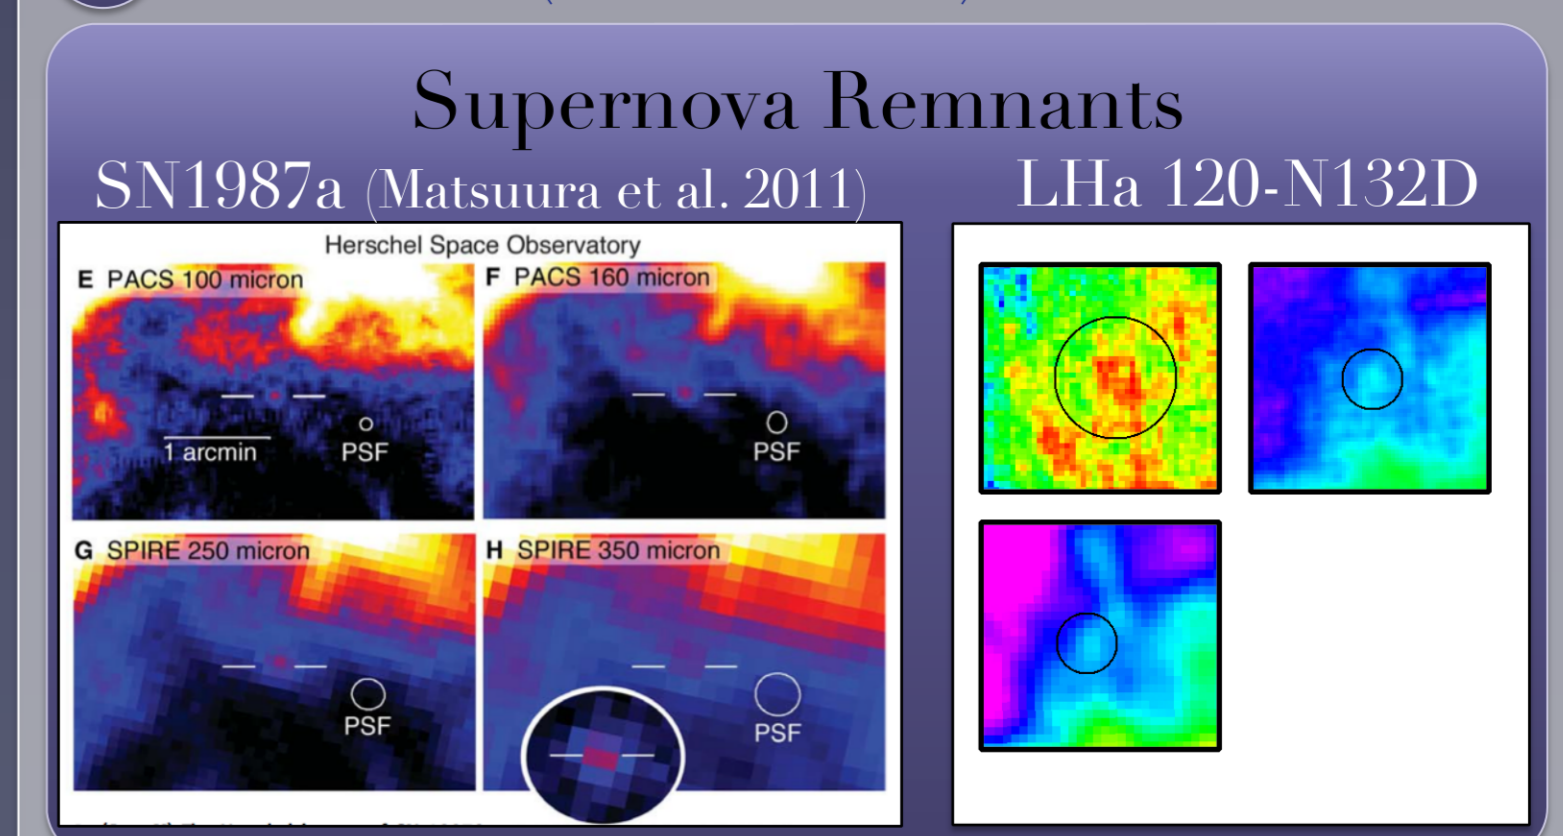 Supernova Remnants
SN1987a (Matsuura et al. 2011)
LHa 120-N132D
Herschel Space Observatory
E PACS 100 micron
F PACS 160 micron
1 arcmin
PSF
PSF
G SPIRE 250 micron
H SPIRE 350 micron
PSF
PSF